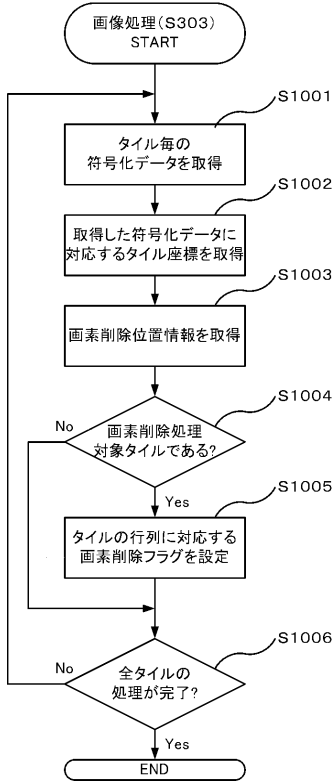 画像処理(S303)
START
S1001
タイル毎の
符号化データを取得
S1002
取得した符号化データに
対応するタイル座標を取得
S1003
画素削除位置情報を取得
S1004
画素削除処理
対象タイルである?
No
Yes
S1005
タイルの行列に対応する
画素削除フラグを設定
S1006
全タイルの
処理が完了?
No
Yes
END